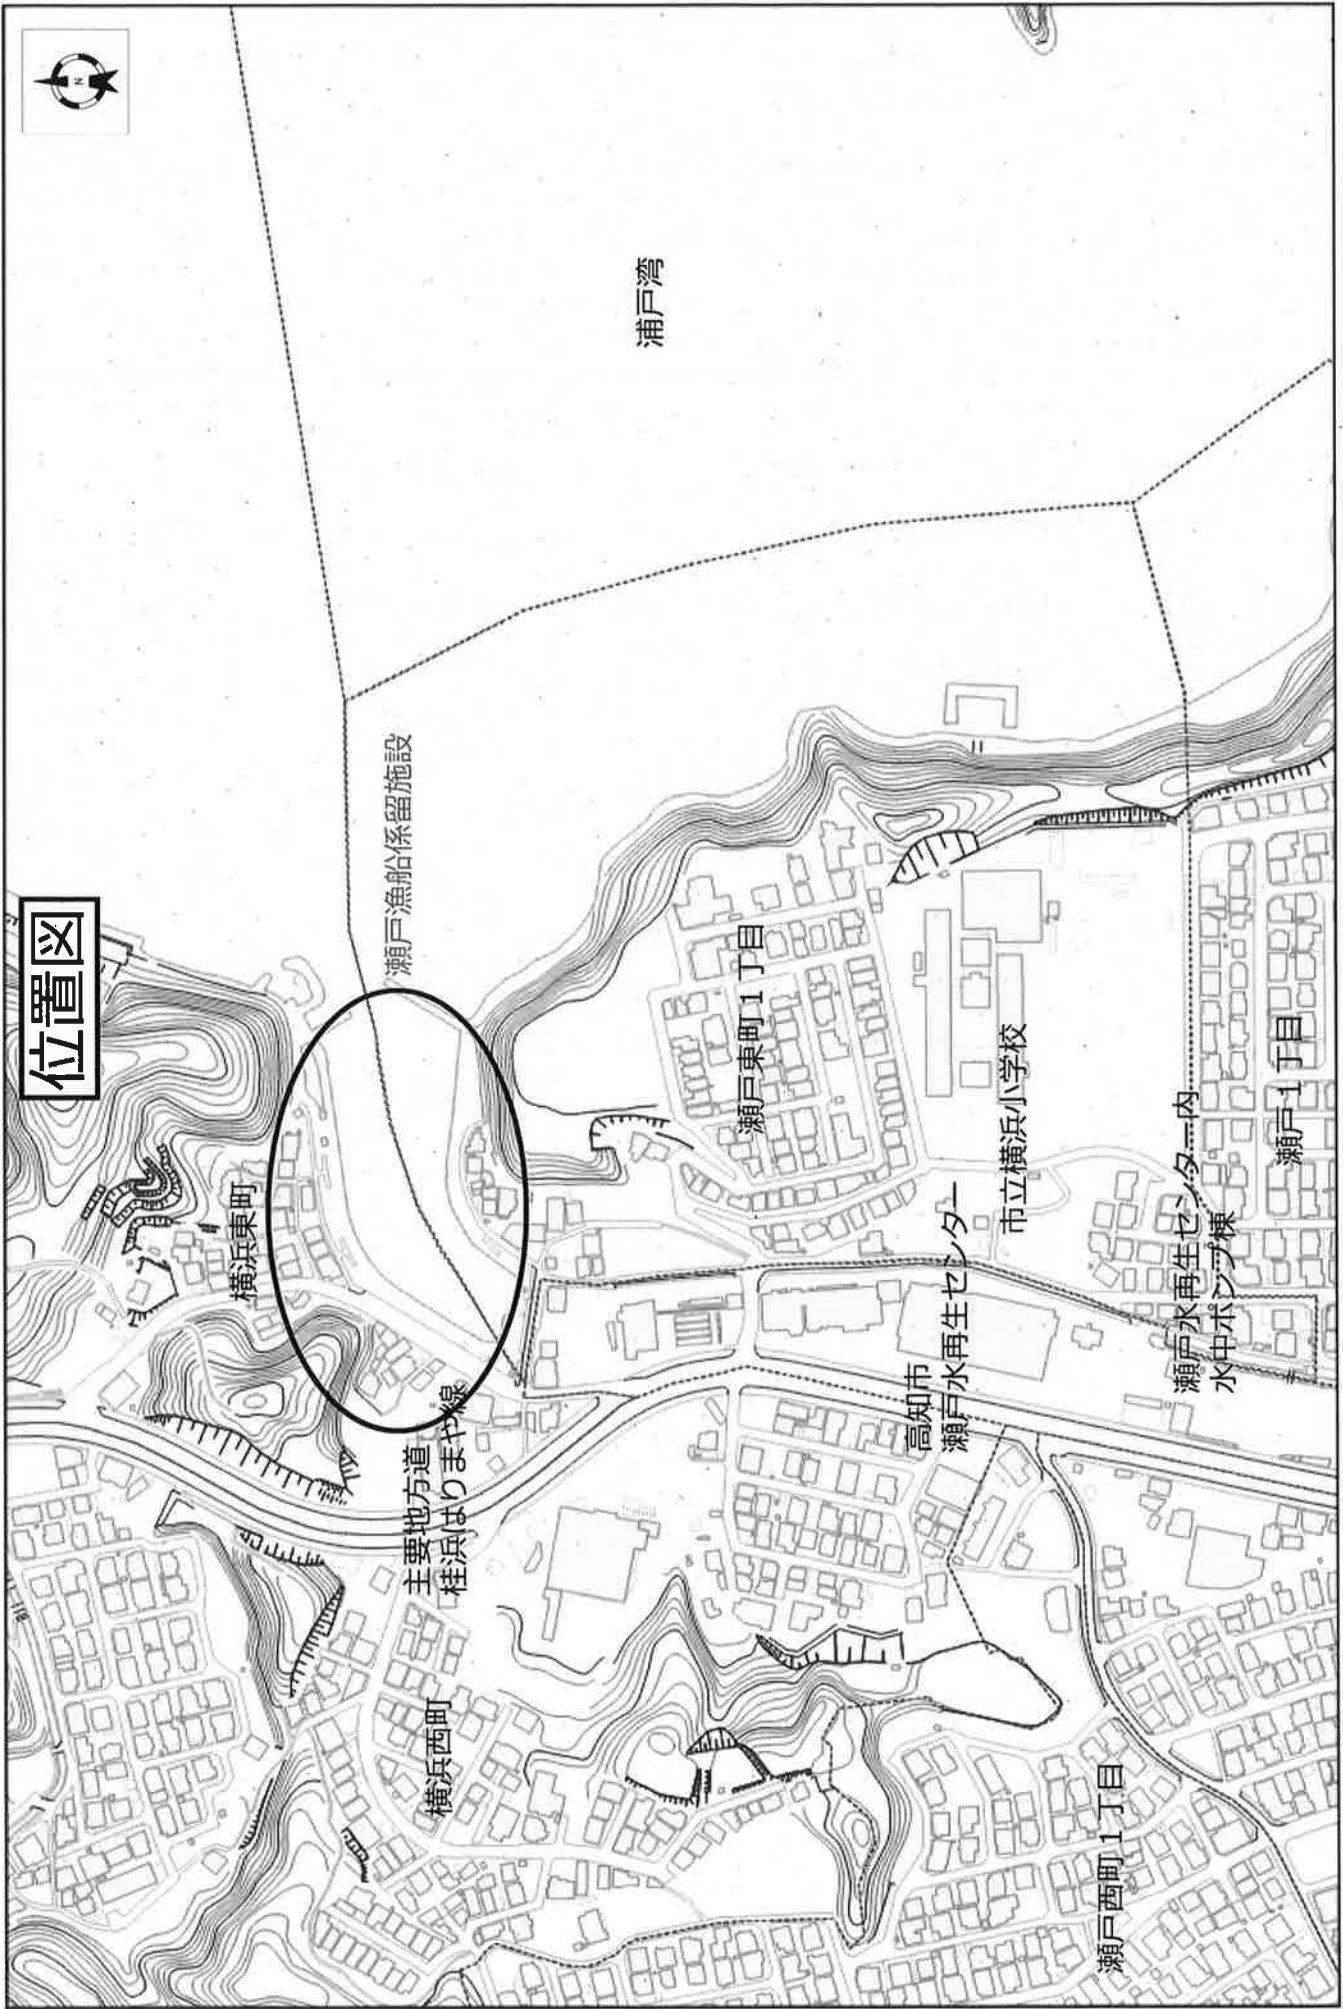 位置図
N
浦戸湾
瀬戸漁船係留施設
横浜東町
主要地方道
桂浜はりまや線
横浜西町
瀬戸東町1丁目
市立横浜小学校
高知市
瀬戸水再生センター
瀬戸水再生センター内
水中ポンプ棟
瀬戸1丁目
瀬戸西町1丁目